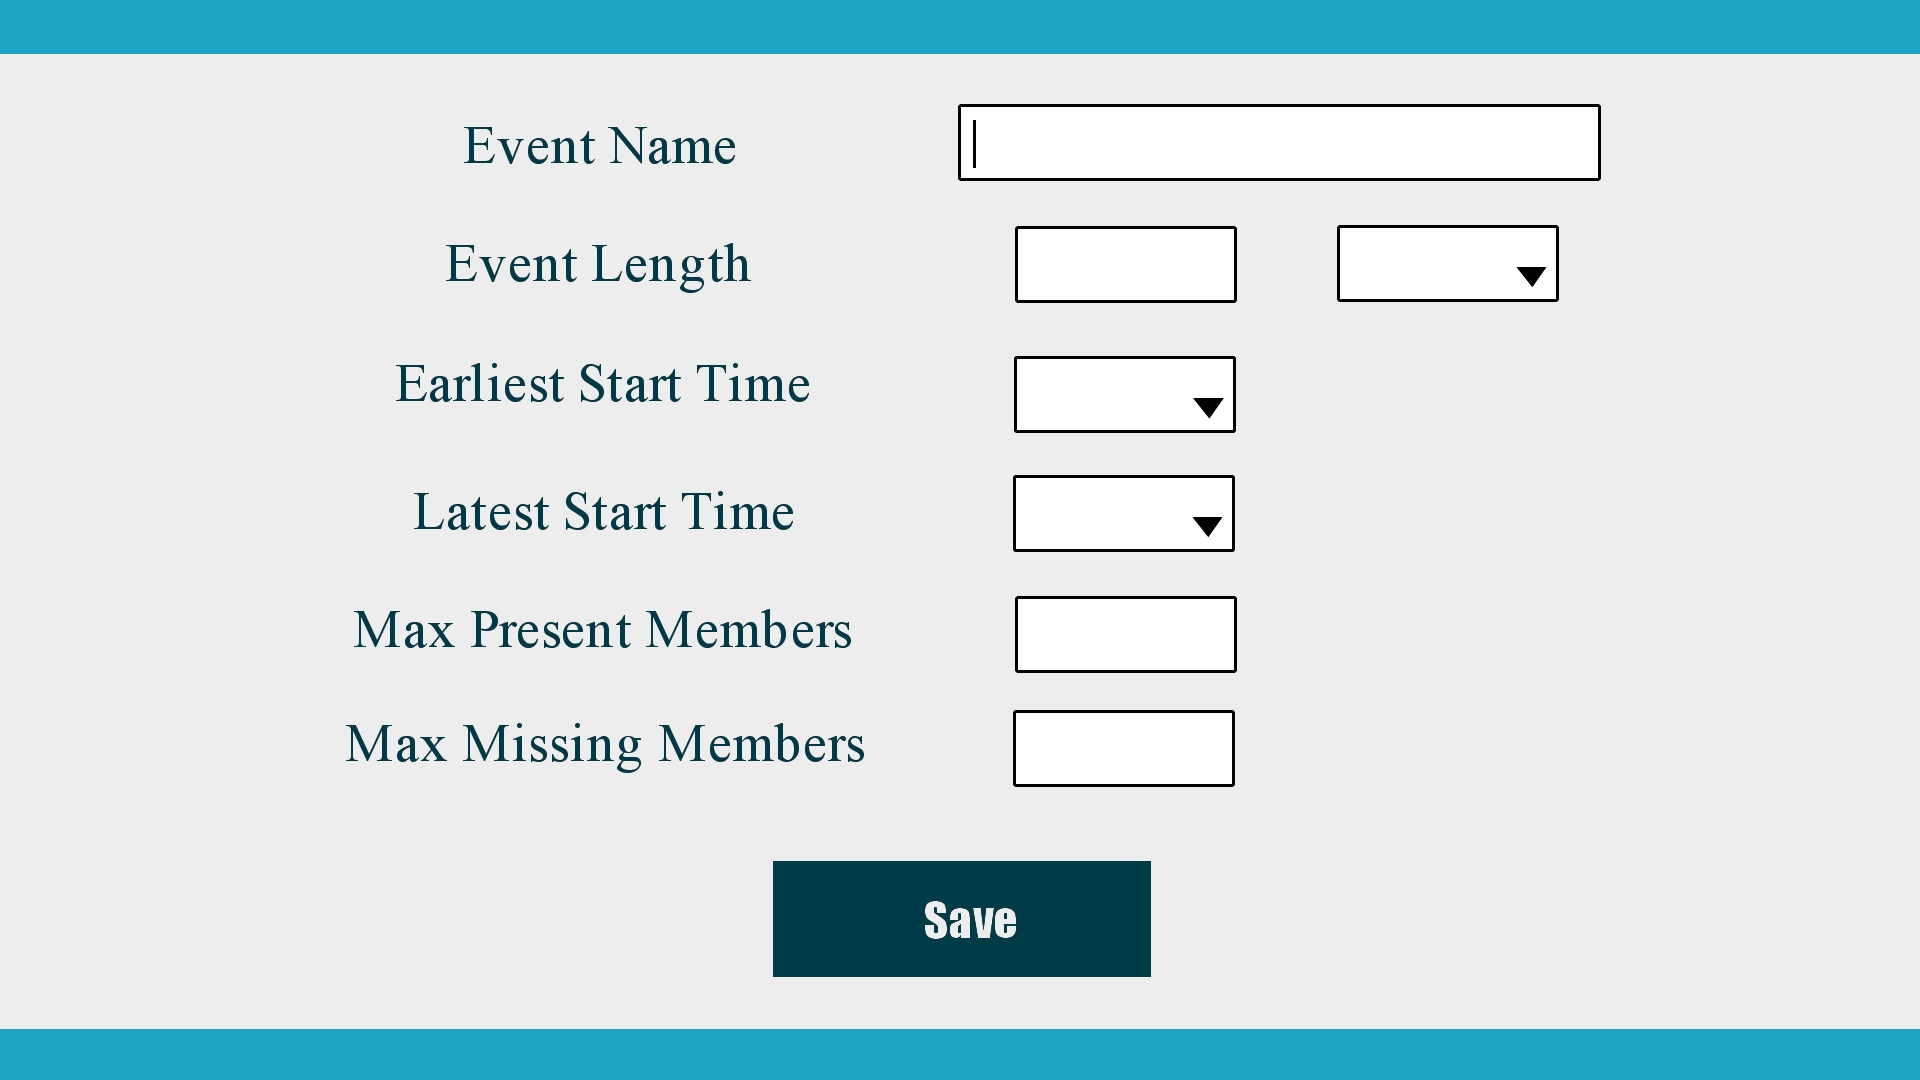 Event Name
Event Length
Earliest Start Time
Latest Start Time
Max Present Members
Max Missing Members
Save